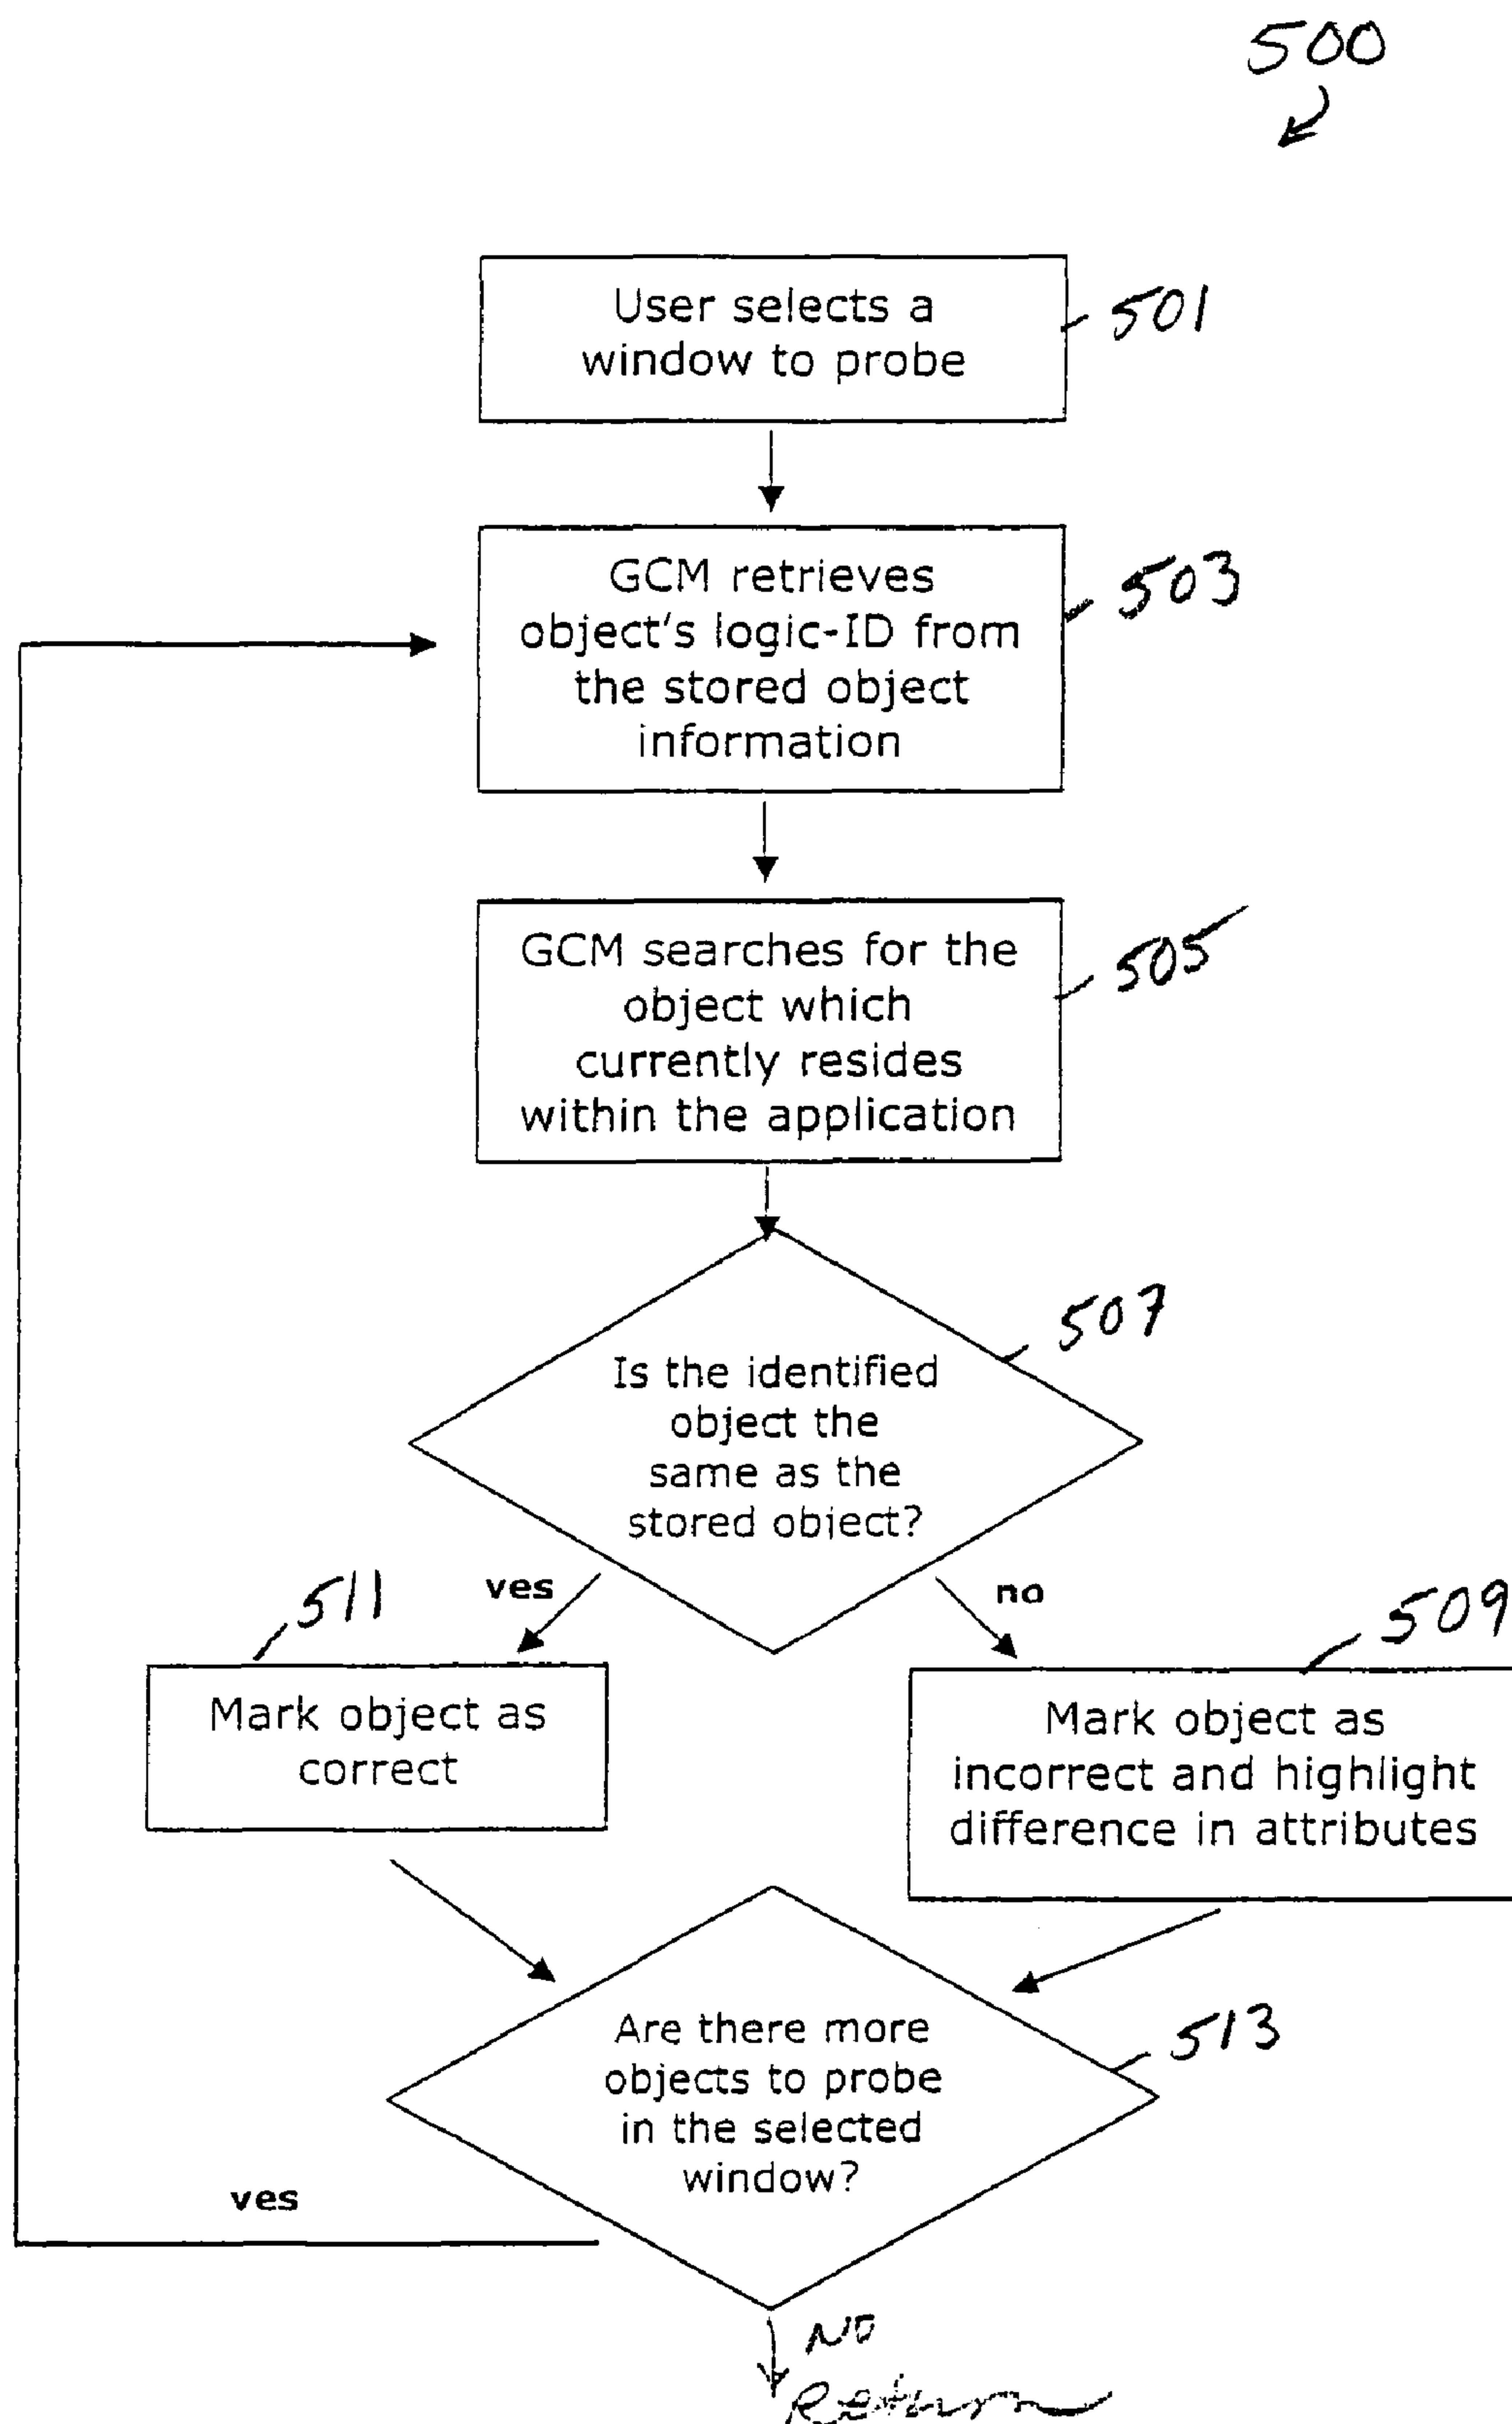 500
User selects a
window to probe
501
GCM retrieves
object's logic-ID from
the stored object
information
503
GCM searches for the
object which
currently resides
within the application
505
507
Is the identified
object the
same as the
stored object?
yes
no
511
509
Mark object as
correct
Mark object as
incorrect and highlight
difference in attributes
Are there more
objects to probe
in the selected
window?
513
yes
NO
Return